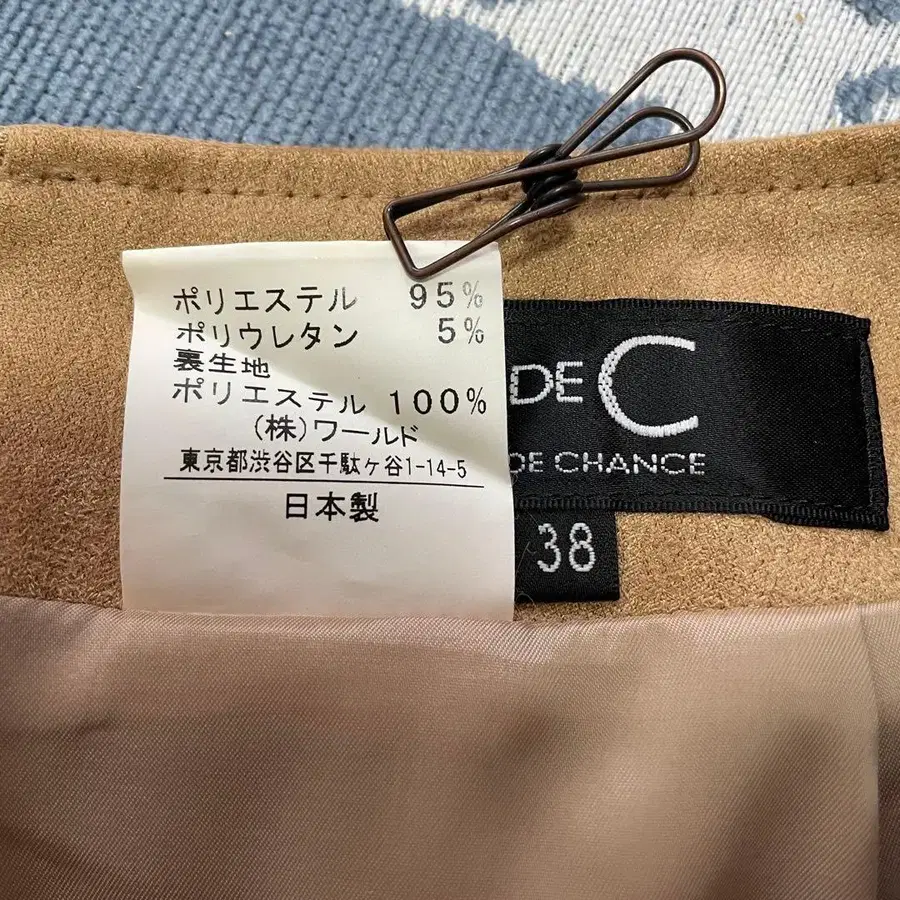 ポリエステル 95%
ポリウレタン 5%
裏生地
ポリエステル 100%
(株)ワールド
東京都渋谷区千駄ヶ谷1-14-5
日本製
DE C
DE CHANCE
38